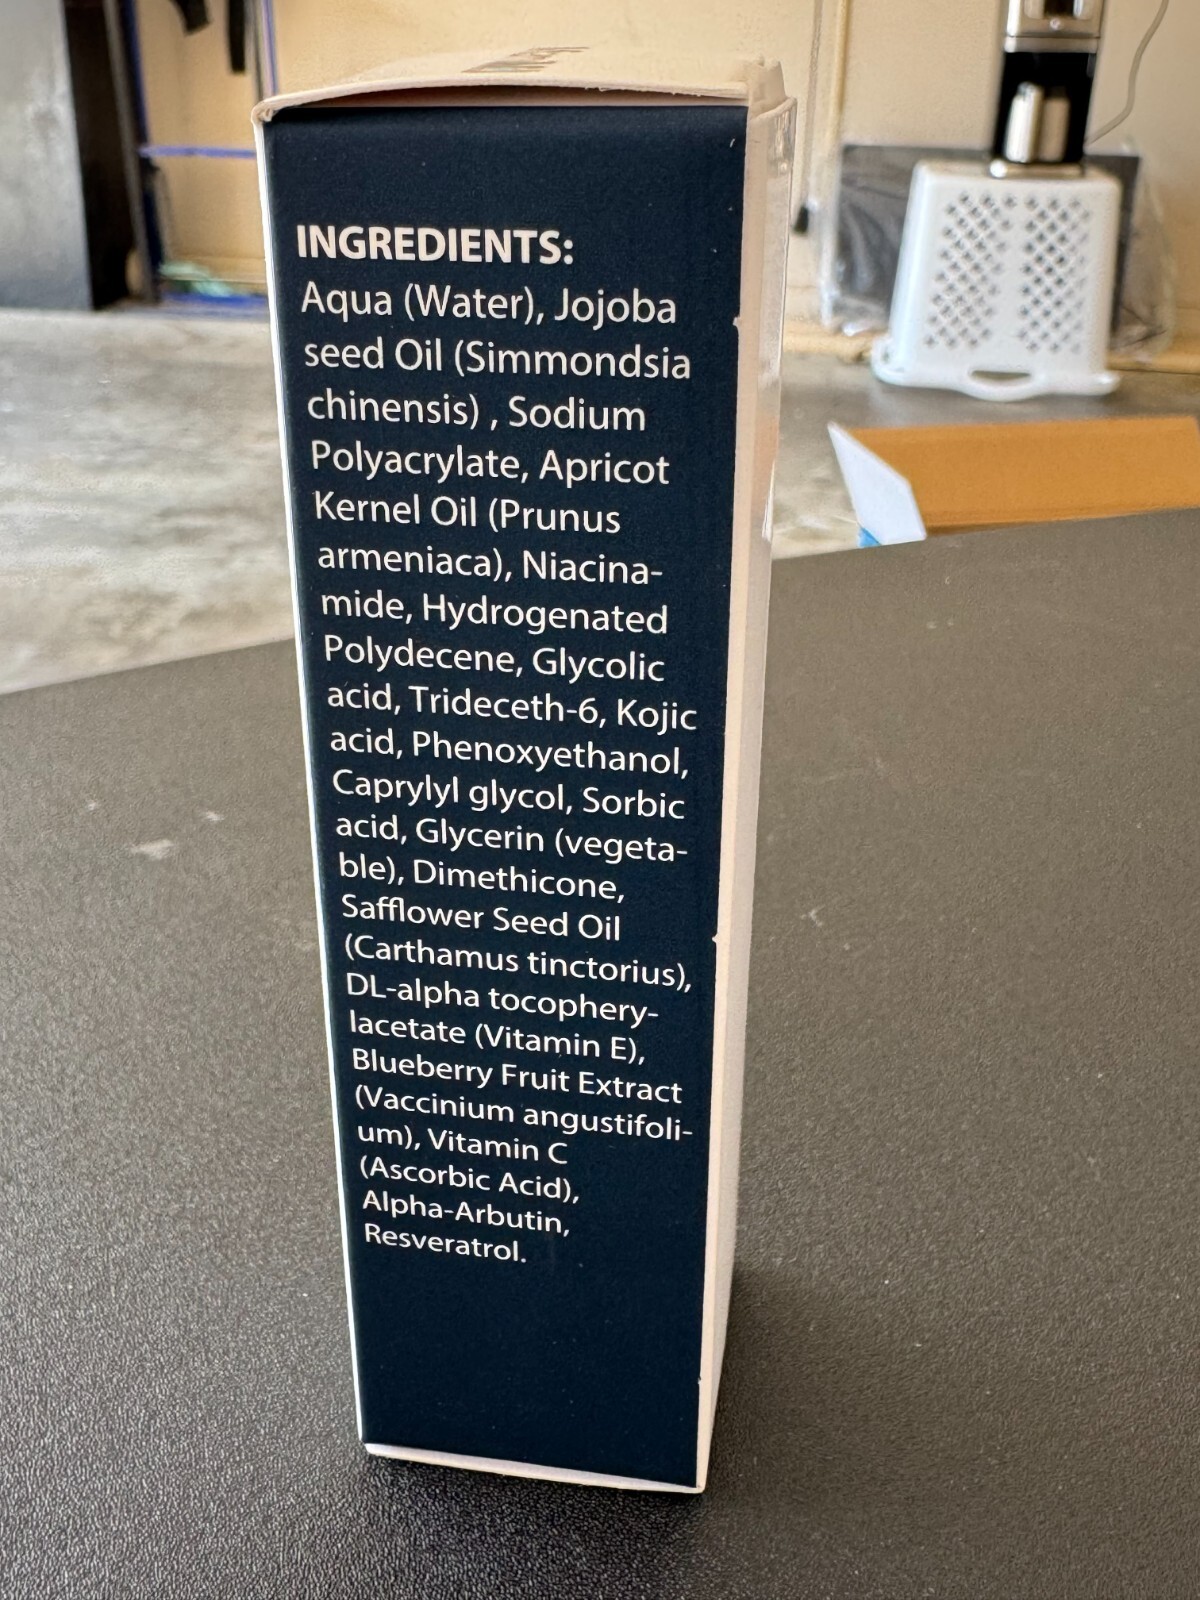 INGREDIENTS:
Aqua (Water), Jojoba
seed Oil (Simmondsia
chinensis) , Sodium
Polyacrylate, Apricot
Kernel Oil (Prunus
armeniaca), Niacina-
mide, Hydrogenated
Polydecene, Glycolic
acid, Trideceth-6, Kojic
acid, Phenoxyethanol,
Caprylyl glycol, Sorbic
acid, Glycerin (vegeta-
ble), Dimethicone,
Safflower Seed Oil
(Carthamus tinctorius),
DL-alpha tocophery-
lacetate (Vitamin E),
Blueberry Fruit Extract
(Vaccinium angustifoli-
um), Vitamin C
(Ascorbic Acid),
Alpha-Arbutin,
Resveratrol.